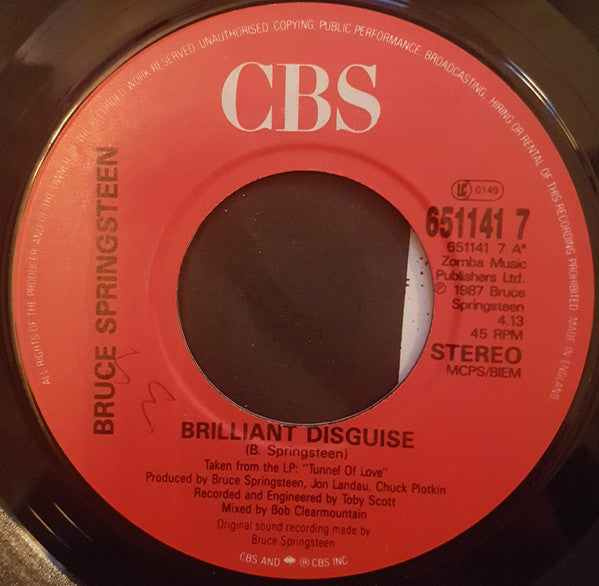 ALL RIGHTS OF THE PRODUCER AND OF THE OWNER OF THE RECORDED WORK RESERVED UNAUTHORISED COPYING, PUBLIC PERFORMANCE, BROADCASTING, HIRING OR RENTAL OF THIS RECORDING PROHIBITED. MADE IN ENGLAND
CBS
BRUCE SPRINGSTEEN
LC 0149
651141 7
651141 7 A*
Zomba Music
Publishers Ltd.
℗ 1987 Bruce
Springsteen
4.13
45 RPM
STEREO
MCPS/BIEM
BRILLIANT DISGUISE
(B. Springsteen)
Taken from the LP: "Tunnel Of Love"
Produced by Bruce Springsteen, Jon Landau, Chuck Plotkin
Recorded and Engineered by Toby Scott
Mixed by Bob Clearmountain
Original sound recording made by
Bruce Springsteen
CBS AND ® CBS INC.